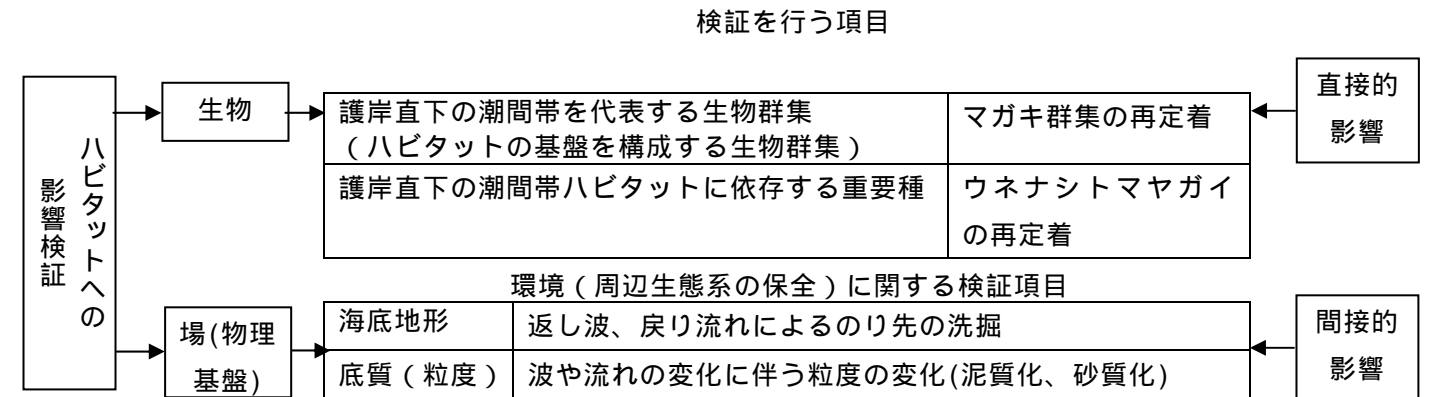 検証を行う項目
ハビタットへの
影響検証
生物
護岸直下の潮間帯を代表する生物群集
(ハビタットの基盤を構成する生物群集)
マガキ群集の再定着
直接的
影響
護岸直下の潮間帯ハビタットに依存する重要種
ウネナシトマヤガイ
の再定着
環境(周辺生態系の保全)に関する検証項目
場(物理
基盤)
海底地形
返し波、戻り流れによるのり先の洗掘
底質(粒度)
波や流れの変化に伴う粒度の変化(泥質化、砂質化)
間接的
影響